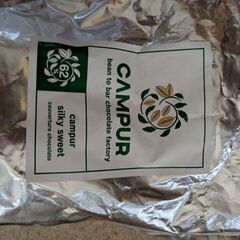 CAMPUR
bean to bar chocolate factory
62
campur
silky sweet
couverture chocolate